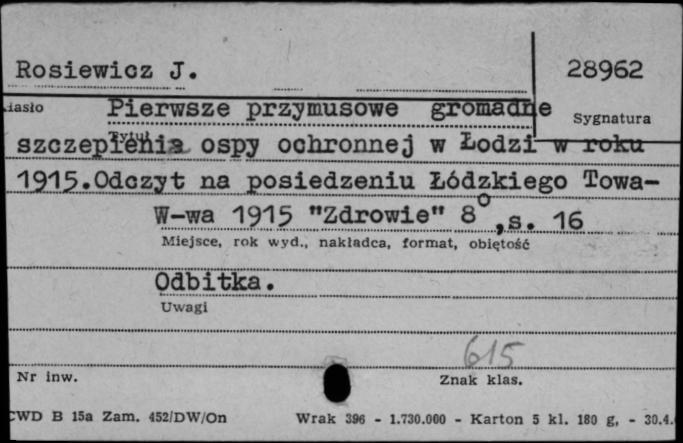 Rosiewicz J. 28962
iasło Pierwsze przymusowe gromadne Sygnatura
Tytuł
szczepienia ospy ochronnej w Łodzi w roku
1915.Odczyt na posiedzeniu Łódzkiego Towa-
W-wa 1915 "Zdrowie" 8°,s. 16
Miejsce, rok wyd., nakładca, format, objętość
Odbitka.
Uwagi
615
Nr inw. Znak klas.
CWD B 15a Zam. 452/DW/On Wrak 396 - 1.730.000 - Karton 5 kl. 180 g, - 30.4.